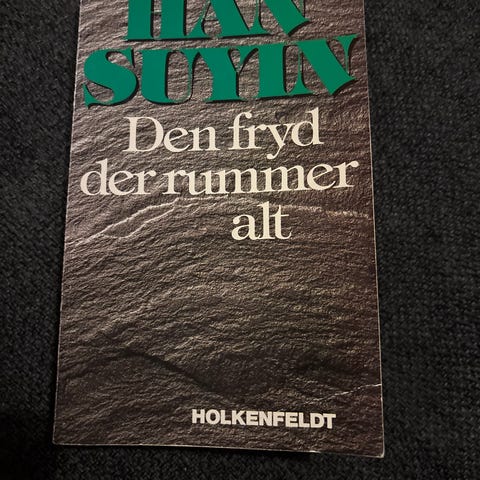 HAN
SUYIN
Den fryd
der rummer
alt
HOLKENFELDT